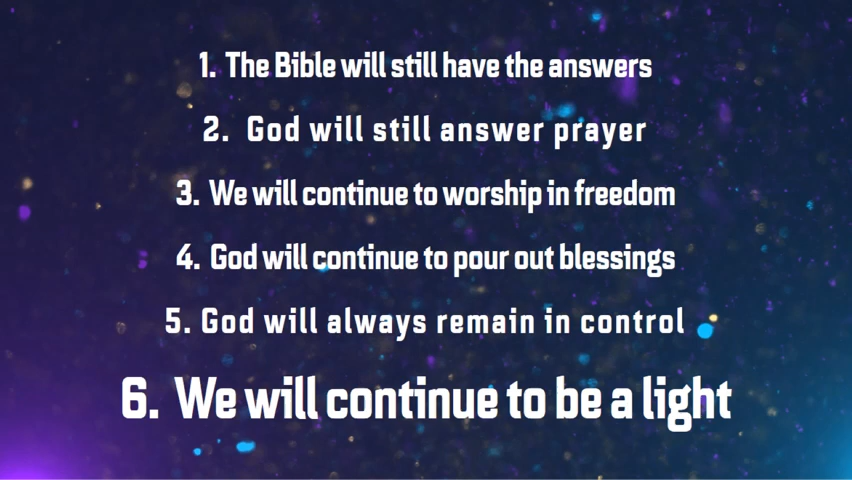 1. The Bible will still have the answers
2. God will still answer prayer
3. We will continue to worship in freedom
4. God will continue to pour out blessings
5. God will always remain in control
6. We will continue to be a light